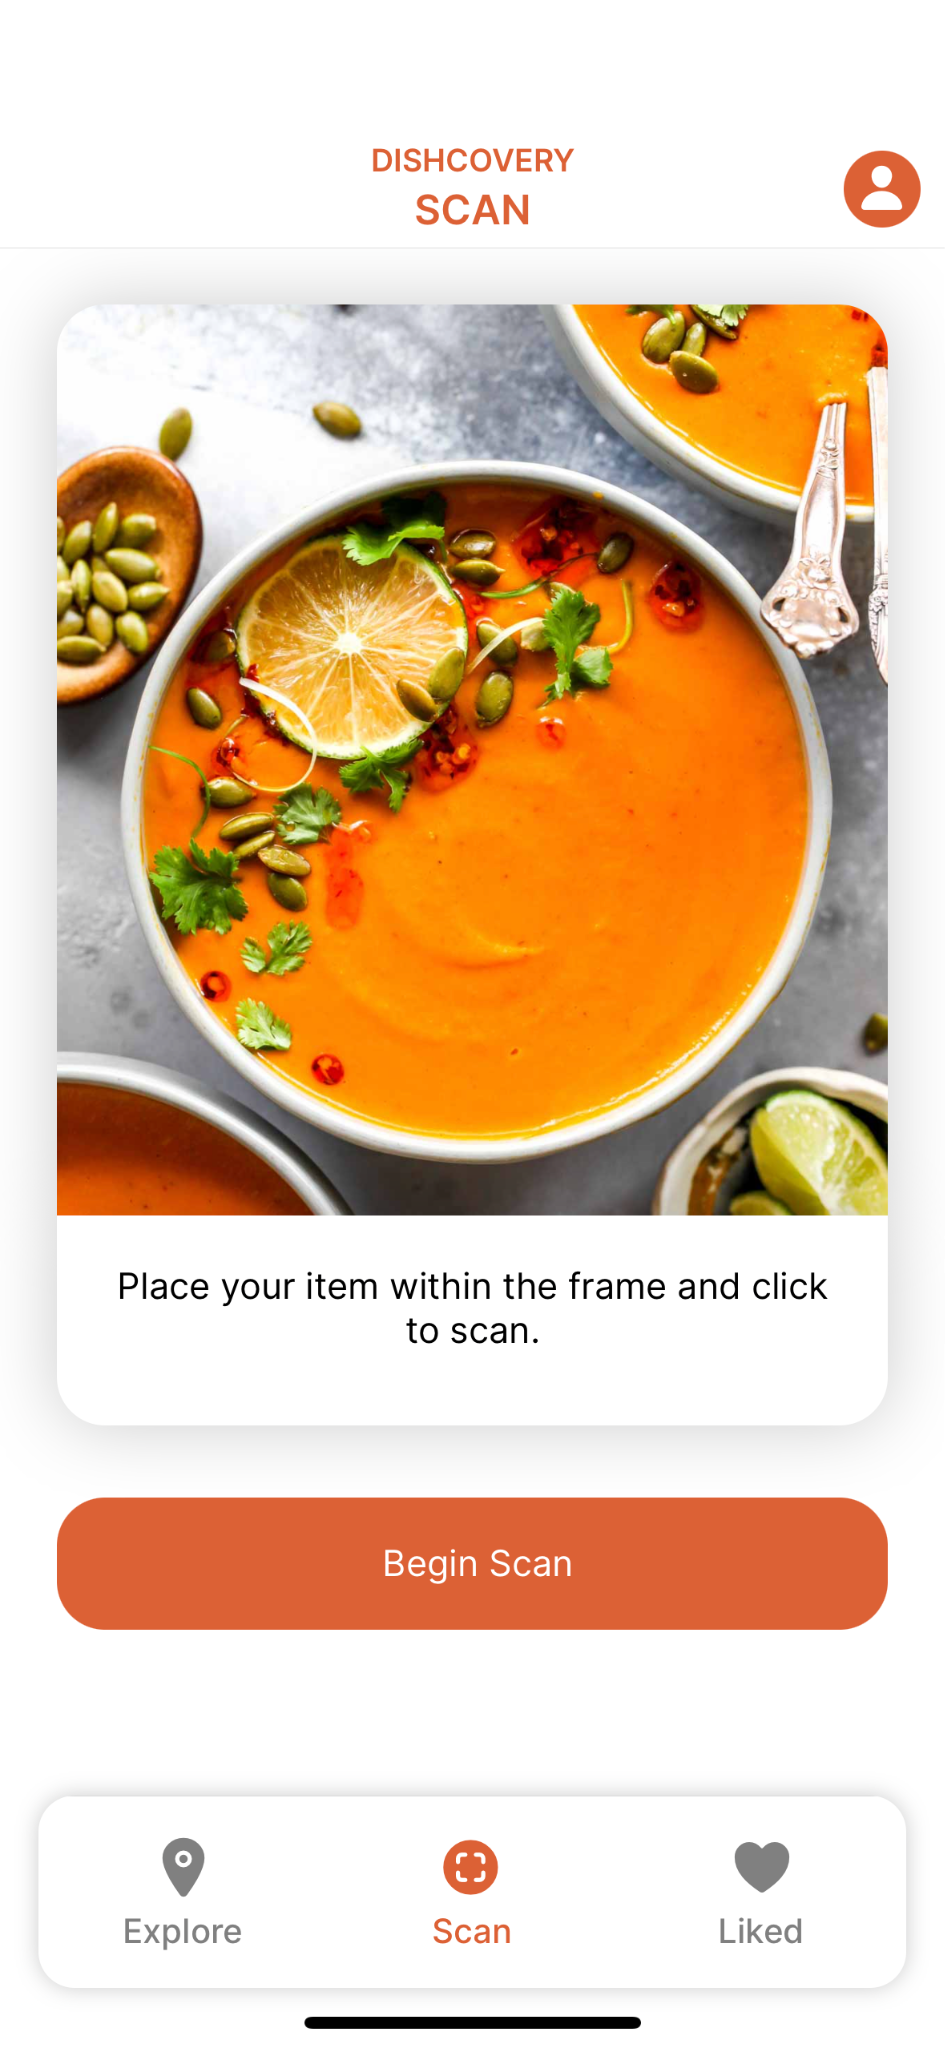 DISHCOVERY
SCAN
Place your item within the frame and click
to scan.
Begin Scan
Explore
Scan
Liked